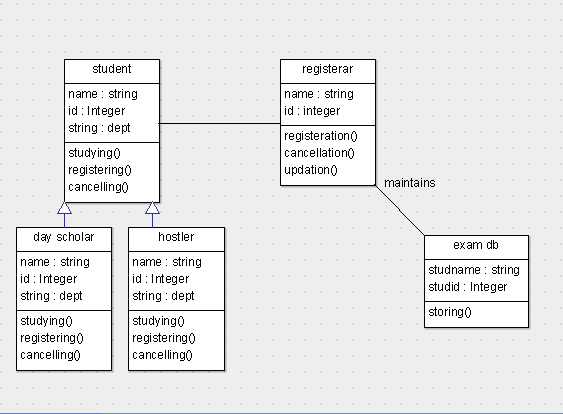 student
name : string
id : Integer
string : dept
studying()
registering()
cancelling()
registerar
name : string
id : integer
registeration()
cancellation()
updation()
maintains
day scholar
name : string
id : Integer
string : dept
studying()
registering()
cancelling()
hostler
name : string
id : Integer
string : dept
studying()
registering()
cancelling()
exam db
studname : string
studid : Integer
storing()